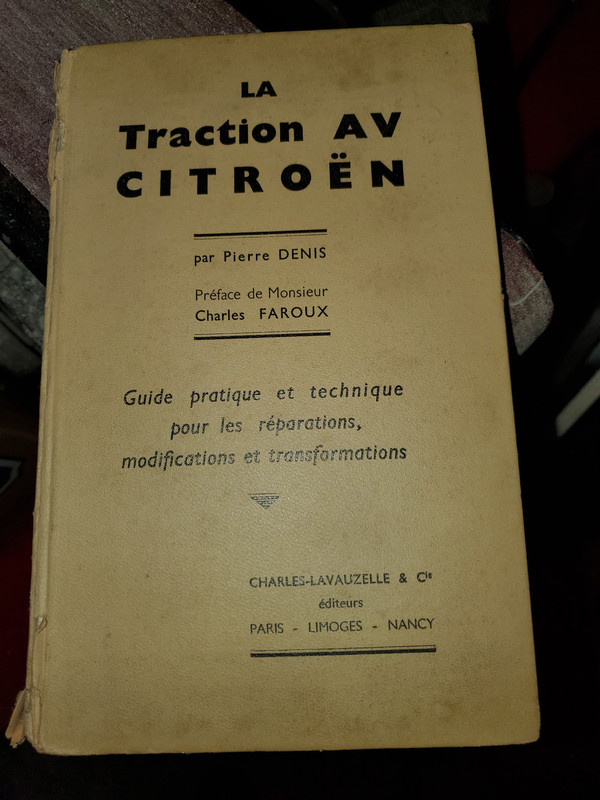 LA
Traction AV
CITROËN
par Pierre DENIS
Préface de Monsieur
Charles FAROUX
Guide pratique et technique
pour les réparations,
modifications et transformations
CHARLES-LAVAUZELLE & Cie
éditeurs
PARIS - LIMOGES - NANCY